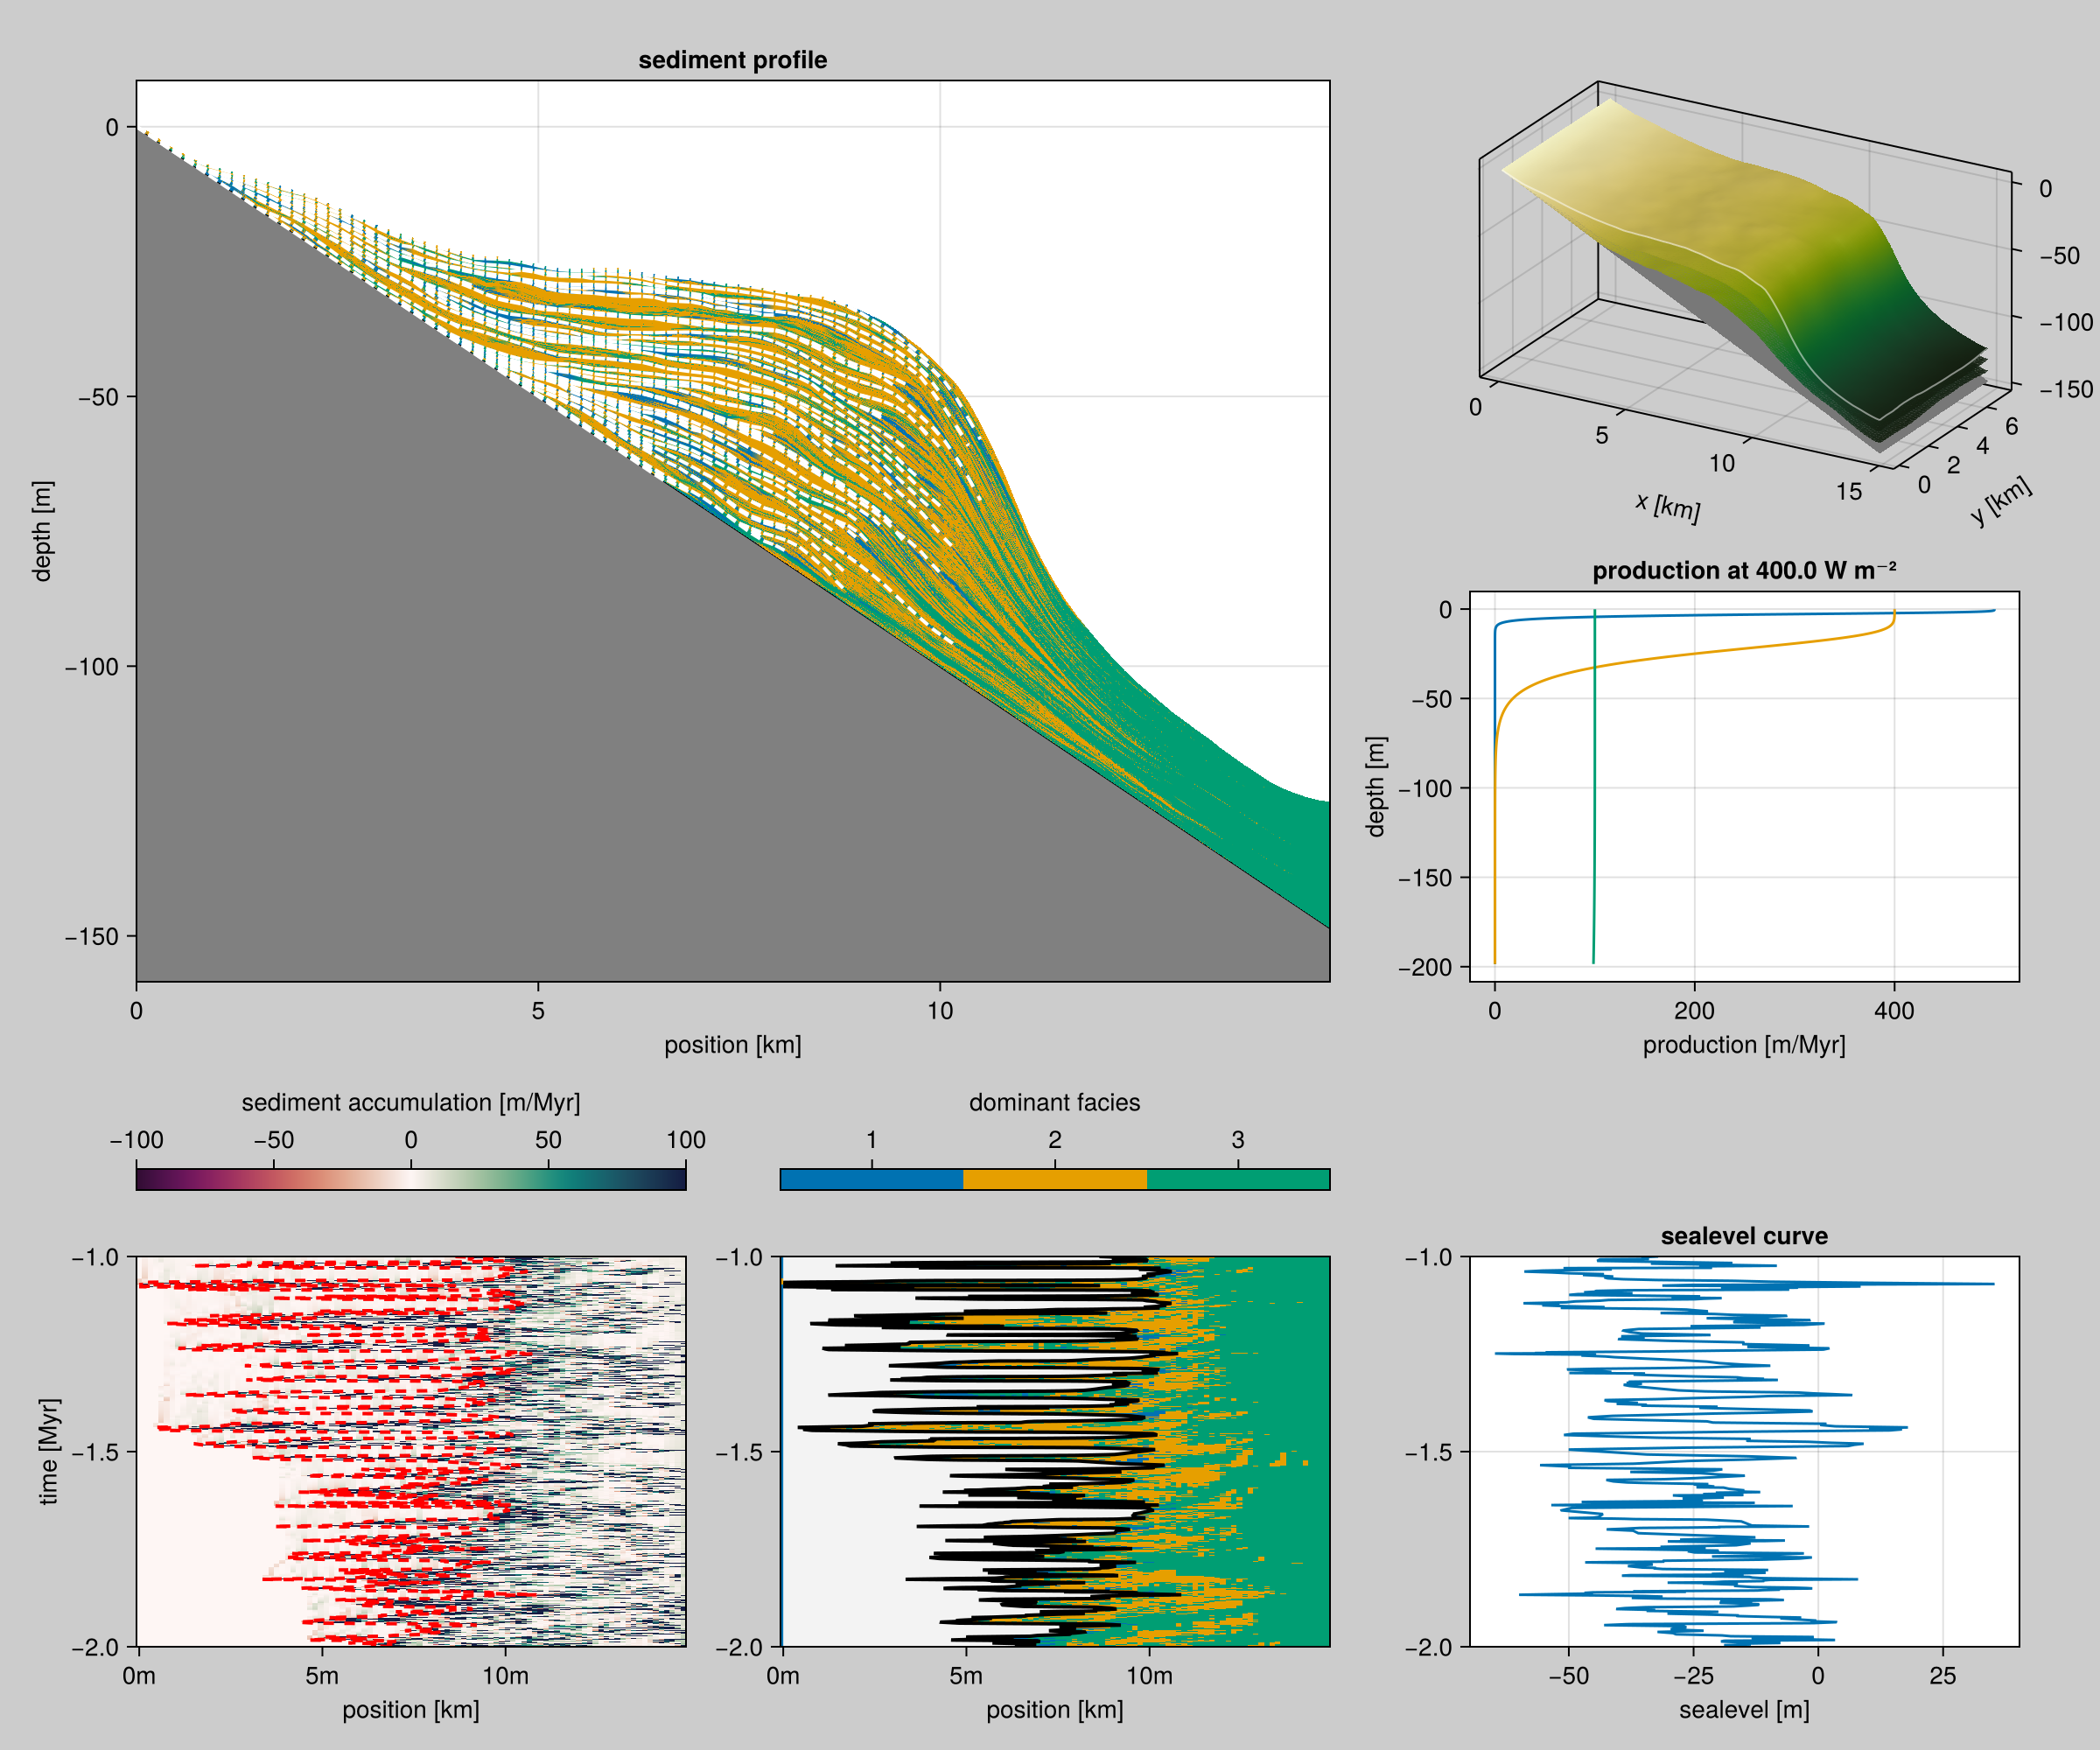 sediment profile
0
−50
−100
−150
depth [m]
0
5
10
position [km]
0
−50
−100
−150
0
5
10
15
x [km]
0
2
4
6
y [km]
production at 400.0 W m⁻²
0
−50
−100
−150
−200
depth [m]
0
200
400
production [m/Myr]
sediment accumulation [m/Myr]
−100
−50
0
50
100
dominant facies
1
2
3
−1.0
−1.5
−2.0
time [Myr]
0m
5m
10m
position [km]
−1.0
−1.5
−2.0
0m
5m
10m
position [km]
sealevel curve
−1.0
−1.5
−2.0
−50
−25
0
25
sealevel [m]